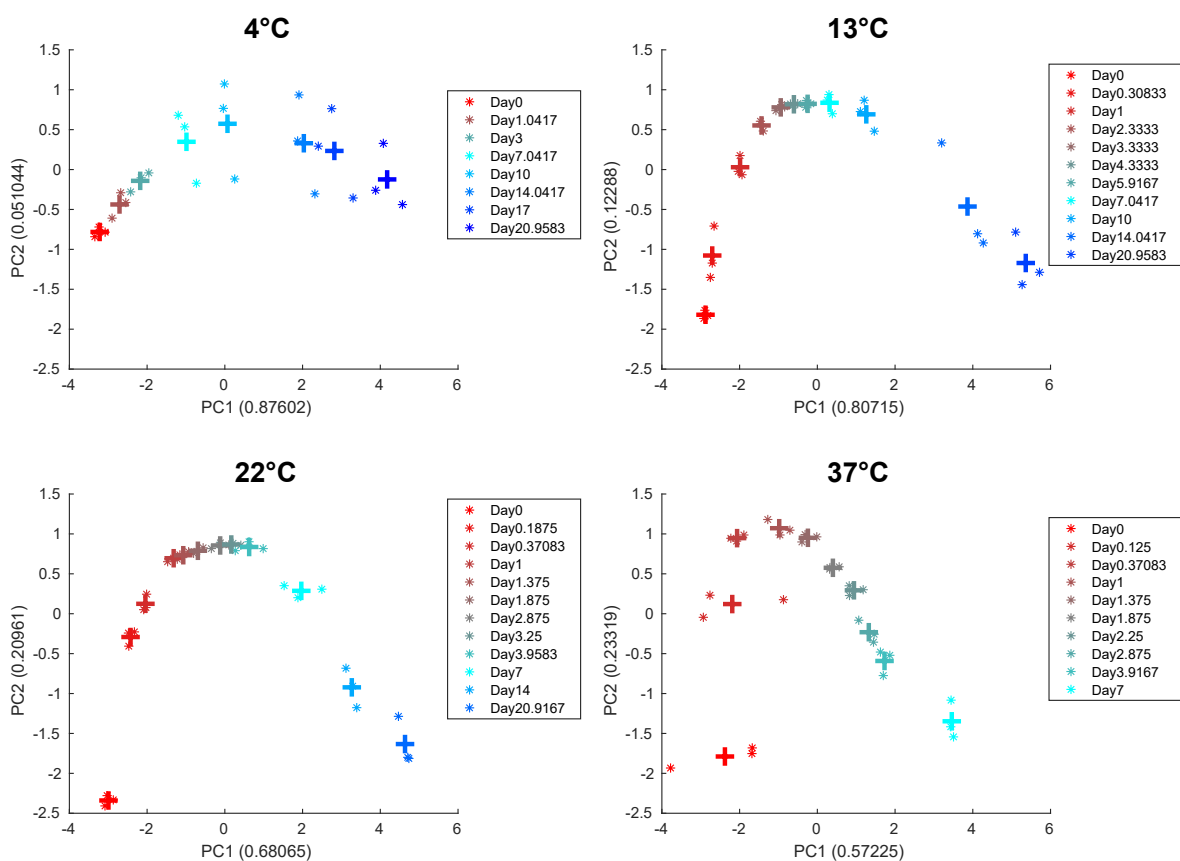 4°C
1.5
1
0.5
0
-0.5
-1
-1.5
-2
-2.5
-4
-2
0
2
4
6
PC2 (0.051044)
PC1 (0.87602)
Day0
Day1.0417
Day3
Day7.0417
Day10
Day14.0417
Day17
Day20.9583
13°C
1.5
1
0.5
0
-0.5
-1
-1.5
-2
-2.5
-4
-2
0
2
4
6
PC2 (0.12288)
PC1 (0.80715)
Day0
Day0.30833
Day1
Day2.3333
Day3.3333
Day4.3333
Day5.9167
Day7.0417
Day10
Day14.0417
Day20.9583
22°C
1.5
1
0.5
0
-0.5
-1
-1.5
-2
-2.5
-4
-2
0
2
4
6
PC2 (0.20961)
PC1 (0.68065)
Day0
Day0.1875
Day0.37083
Day1
Day1.375
Day1.875
Day2.875
Day3.25
Day3.9583
Day7
Day14
Day20.9167
37°C
1.5
1
0.5
0
-0.5
-1
-1.5
-2
-2.5
-4
-2
0
2
4
6
PC2 (0.23319)
PC1 (0.57225)
Day0
Day0.125
Day0.37083
Day1
Day1.375
Day1.875
Day2.25
Day2.875
Day3.9167
Day7